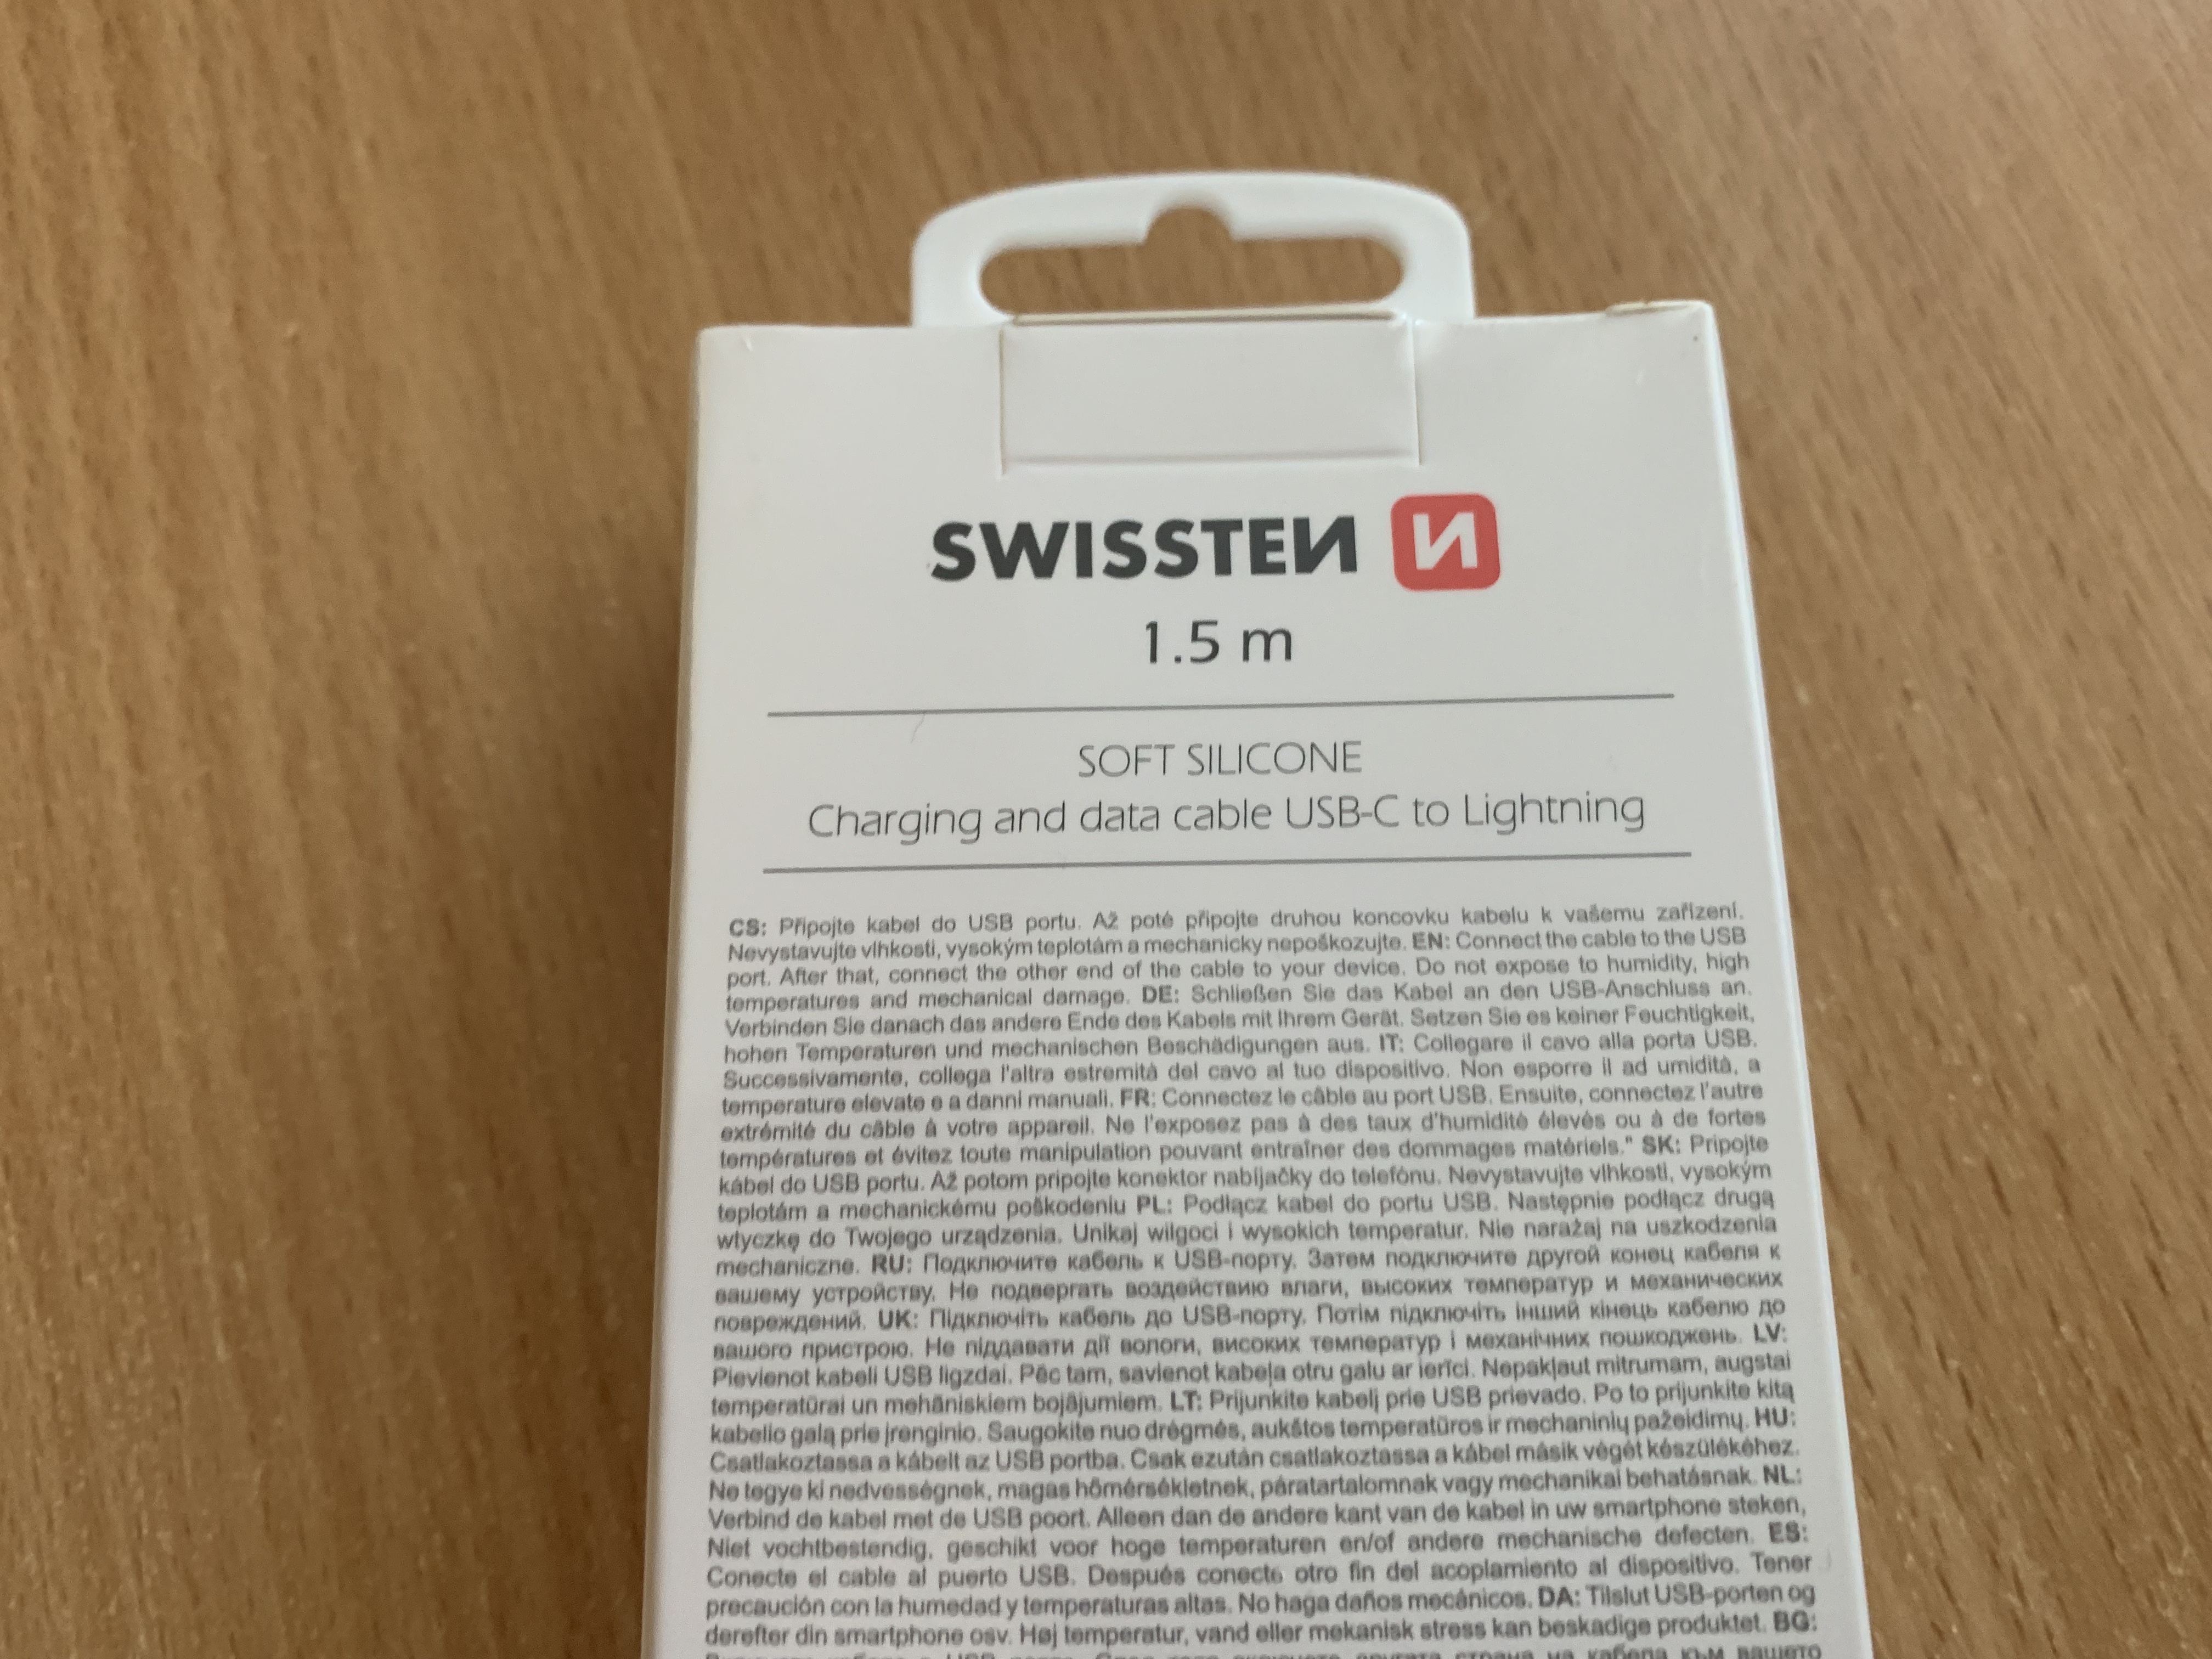 SWISSTEN N
1.5 m
SOFT SILICONE
Charging and data cable USB-C to Lightning
CS: Připojte kabel do USB portu. Až poté připojte druhou koncovku kabelu k vašemu zařízení.
Nevystavujte vlhkosti, vysokým teplotám a mechanicky nepoškozujte. EN: Connect the cable to the USB
port. After that, connect the other end of the cable to your device. Do not expose to humidity, high
temperatures and mechanical damage. DE: Schließen Sie das Kabel an den USB-Anschluss an.
Verbinden Sie danach das andere Ende des Kabels mit Ihrem Gerät. Setzen Sie es keiner Feuchtigkeit,
hohen Temperaturen und mechanischen Beschädigungen aus. IT: Collegare il cavo alla porta USB.
Successivamente, collega l'altra estremità del cavo al tuo dispositivo. Non esporre il ad umidità, a
temperature elevate e a danni manuali. FR: Connectez le câble au port USB. Ensuite, connectez l'autre
extrémité du câble à votre appareil. Ne l'exposez pas à des taux d'humidité élevés ou à de fortes
températures et évitez toute manipulation pouvant entraîner des dommages matériels." SK: Pripojte
kábel do USB portu. Až potom pripojte konektor nabíjačky do telefónu. Nevystavujte vlhkosti, vysokým
teplotám a mechanickému poškodeniu PL: Podłącz kabel do portu USB. Następnie podłącz drugą
wtyczkę do Twojego urządzenia. Unikaj wilgoci i wysokich temperatur. Nie narażaj na uszkodzenia
mechaniczne. RU: Подключите кабель к USB-порту. Затем подключите другой конец кабеля к
вашему устройству. Не подвергать воздействию влаги, высоких температур и механических
повреждений. UK: Підключіть кабель до USB-порту. Потім підключіть інший кінець кабелю до
вашого пристрою. Не піддавати дії вологи, високих температур і механічних пошкоджень. LV:
Pievienot kabeli USB ligzdai. Pēc tam, savienot kabeļa otru galu ar ierīci. Nepakļaut mitrumam, augstai
temperatūrai un mehāniskiem bojājumiem. LT: Prijunkite kabelį prie USB prievado. Po to prijunkite kitą
kabelio galą prie įrenginio. Saugokite nuo drėgmės, aukštos temperatūros ir mechaninių pažeidimų. HU:
Csatlakoztassa a kábelt az USB portba. Csak ezután csatlakoztassa a kábel másik végét készülékéhez.
Ne tegye ki nedvességnek, magas hőmérsékletnek, páratartalomnak vagy mechanikai behatásnak. NL:
Verbind de kabel met de USB poort. Alleen dan de andere kant van de kabel in uw smartphone steken,
Niet vochtbestendig, geschikt voor hoge temperaturen en/of andere mechanische defecten. ES:
Conecte el cable al puerto USB. Después conecte otro fin del acoplamiento al dispositivo. Tener
precaución con la humedad y temperaturas altas. No haga daños mecánicos. DA: Tilslut USB-porten og
derefter din smartphone osv. Høj temperatur, vand eller mekanisk stress kan beskadige produktet. BG: